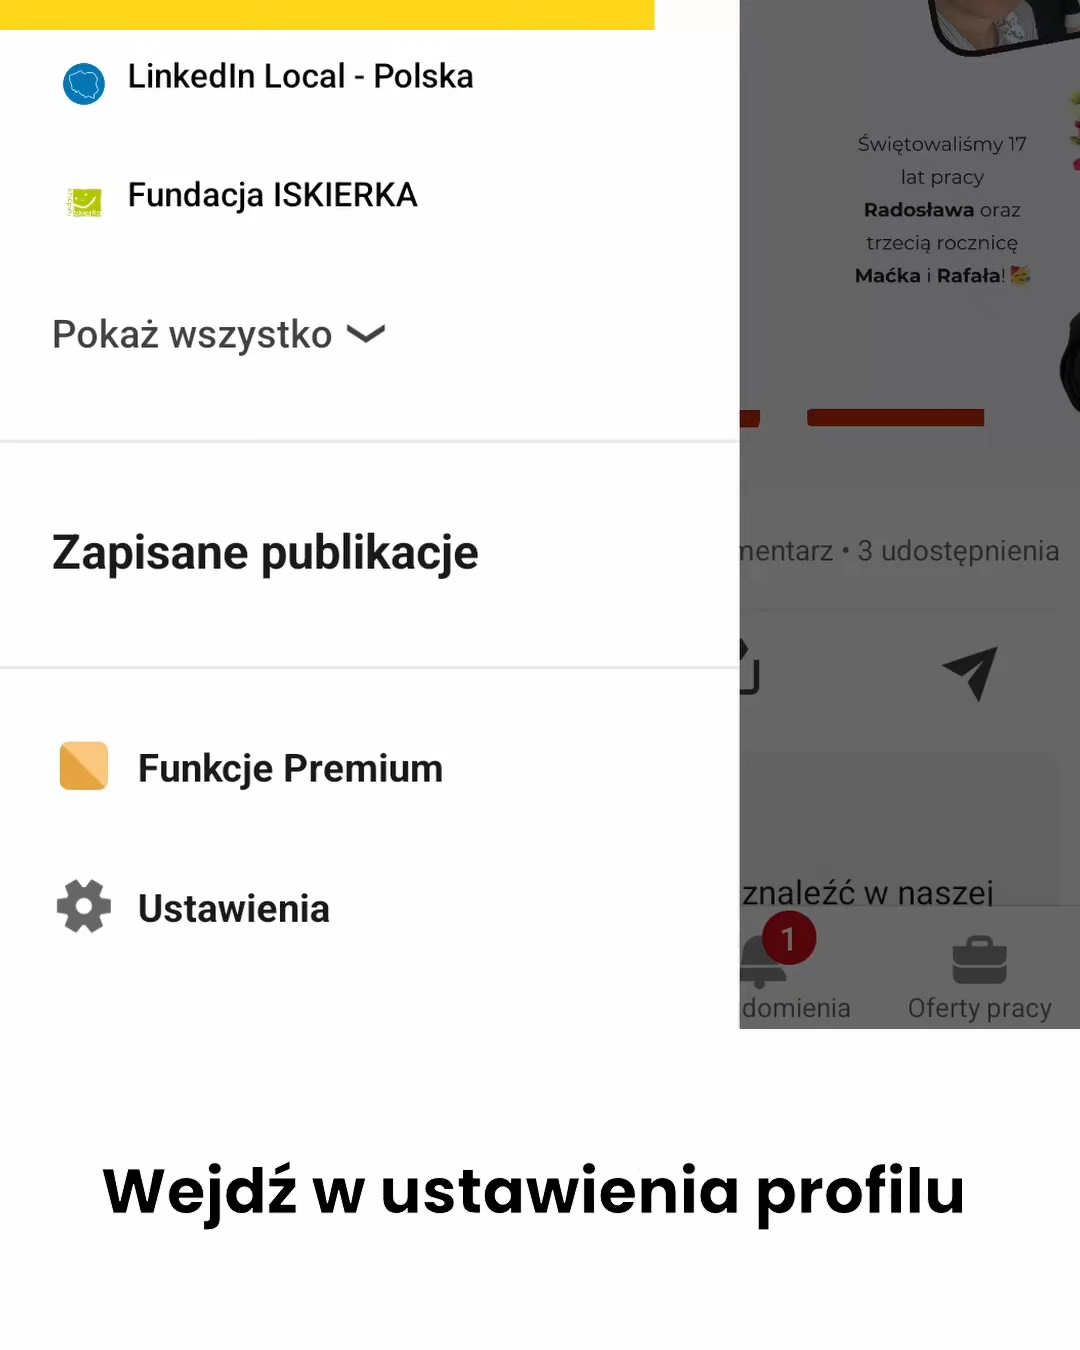 LinkedIn Local - Polska
Fundacja ISKIERKA
Pokaż wszystko
Zapisane publikacje
Funkcje Premium
Ustawienia
Świętowaliśmy 17
lat pracy
Radosława oraz
trzecią rocznicę
Maćka i Rafała!
mentarz • 3 udostępnienia
znaleźć w naszej
1
domienia
Oferty pracy
Wejdź w ustawienia profilu